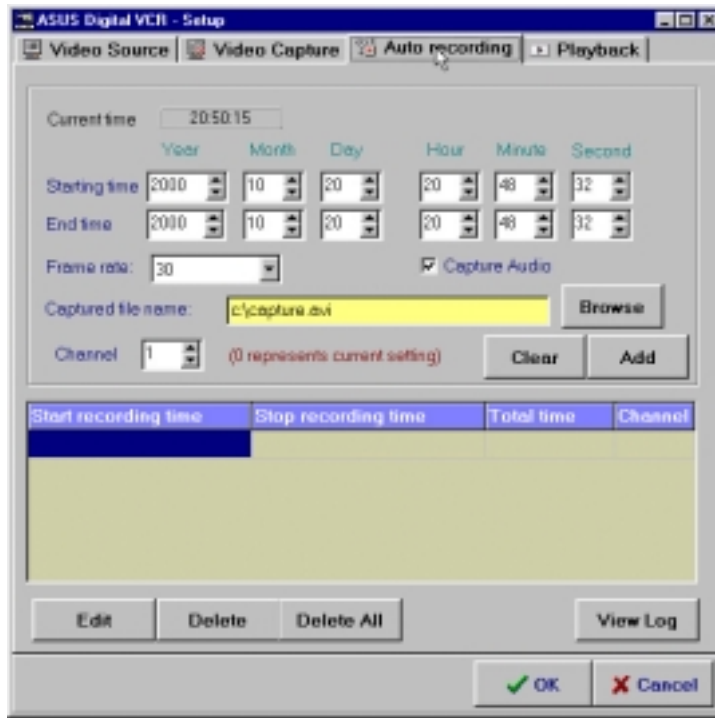 ASUS Digital VCR - Setup
Video Source Video Capture Auto recording Playback
Current time 20:50:15
Year Month Day Hour Minute Second
Starting time 2000 10 20 20 48 32
End time 2000 10 20 20 48 32
Frame rate: 30 Capture Audio
Captured file name: c:\capture.avi Browse
Channel 1 (0 represents current setting) Clear Add
Start recording time Stop recording time Total time Channel
Edit Delete Delete All View Log
OK Cancel